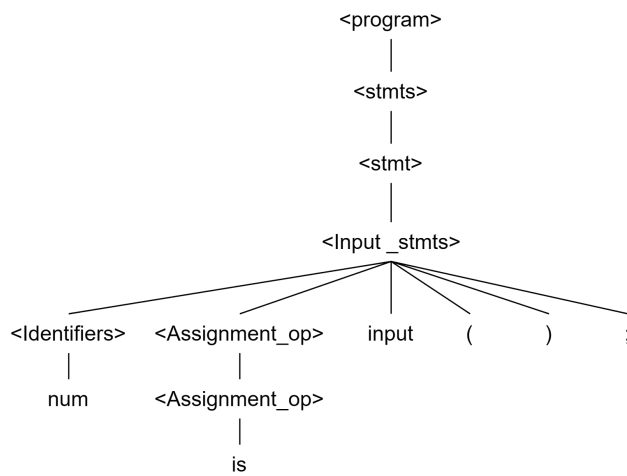 <program>
<stmts>
<stmt>
<Input _stmts>
<Identifiers> <Assignment_op> input ( ) ;
num <Assignment_op>
is